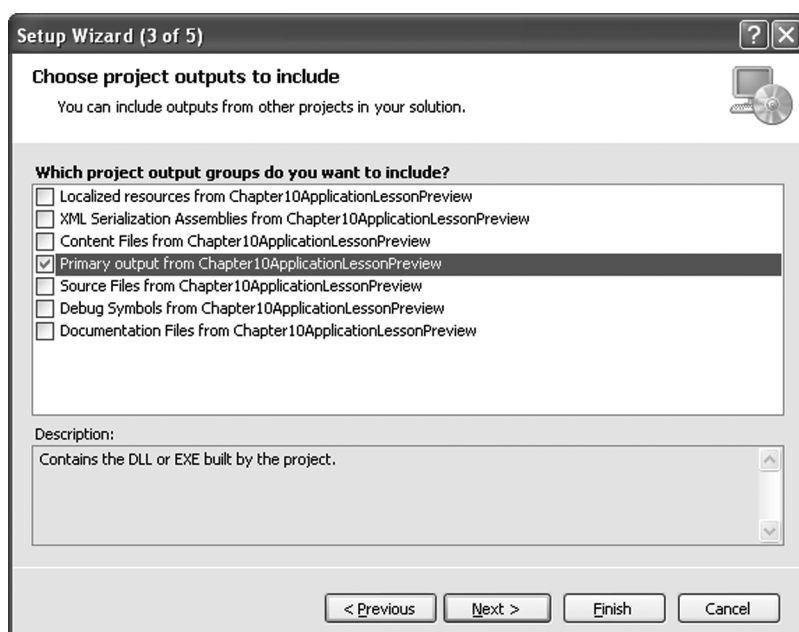 Setup Wizard (3 of 5)
Choose project outputs to include
You can include outputs from other projects in your solution.
Which project output groups do you want to include?
Localized resources from Chapter10ApplicationLessonPreview
XML Serialization Assemblies from Chapter10ApplicationLessonPreview
Content Files from Chapter10ApplicationLessonPreview
Primary output from Chapter10ApplicationLessonPreview
Source Files from Chapter10ApplicationLessonPreview
Debug Symbols from Chapter10ApplicationLessonPreview
Documentation Files from Chapter10ApplicationLessonPreview
Description:
Contains the DLL or EXE built by the project.
< Previous Next > Finish Cancel